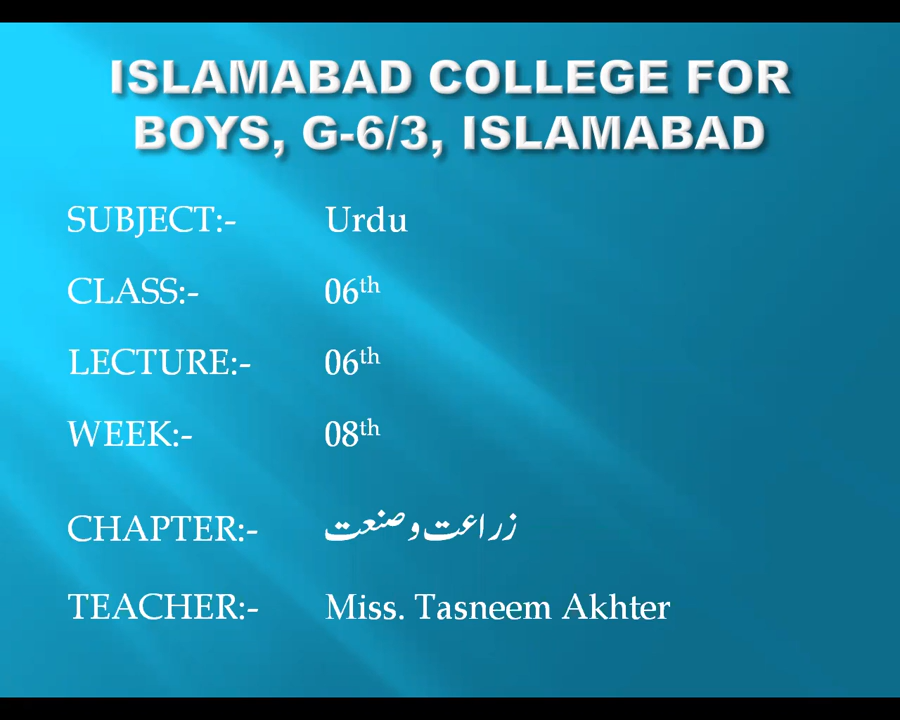 ISLAMABAD COLLEGE FOR
BOYS, G-6/3, ISLAMABAD
SUBJECT:- Urdu
CLASS:- 06th
LECTURE:- 06th
WEEK:- 08th
CHAPTER:- زراعت و صنعت
TEACHER:- Miss. Tasneem Akhter